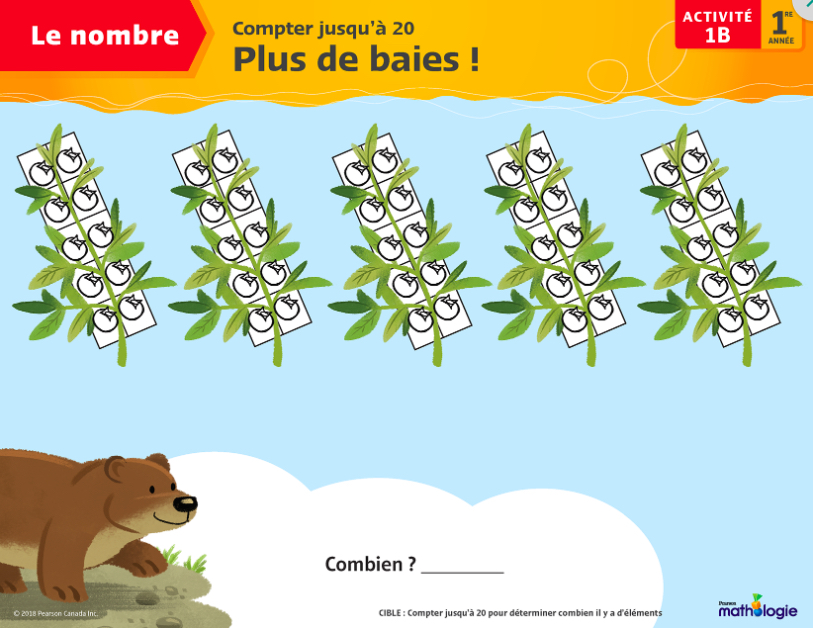 Le nombre
Compter jusqu'à 20
Plus de baies !
ACTIVITÉ
1B
1RE
ANNÉE
Combien ? ________
© 2018 Pearson Canada Inc.
CIBLE : Compter jusqu'à 20 pour déterminer combien il y a d'éléments
Pearson
mathologie